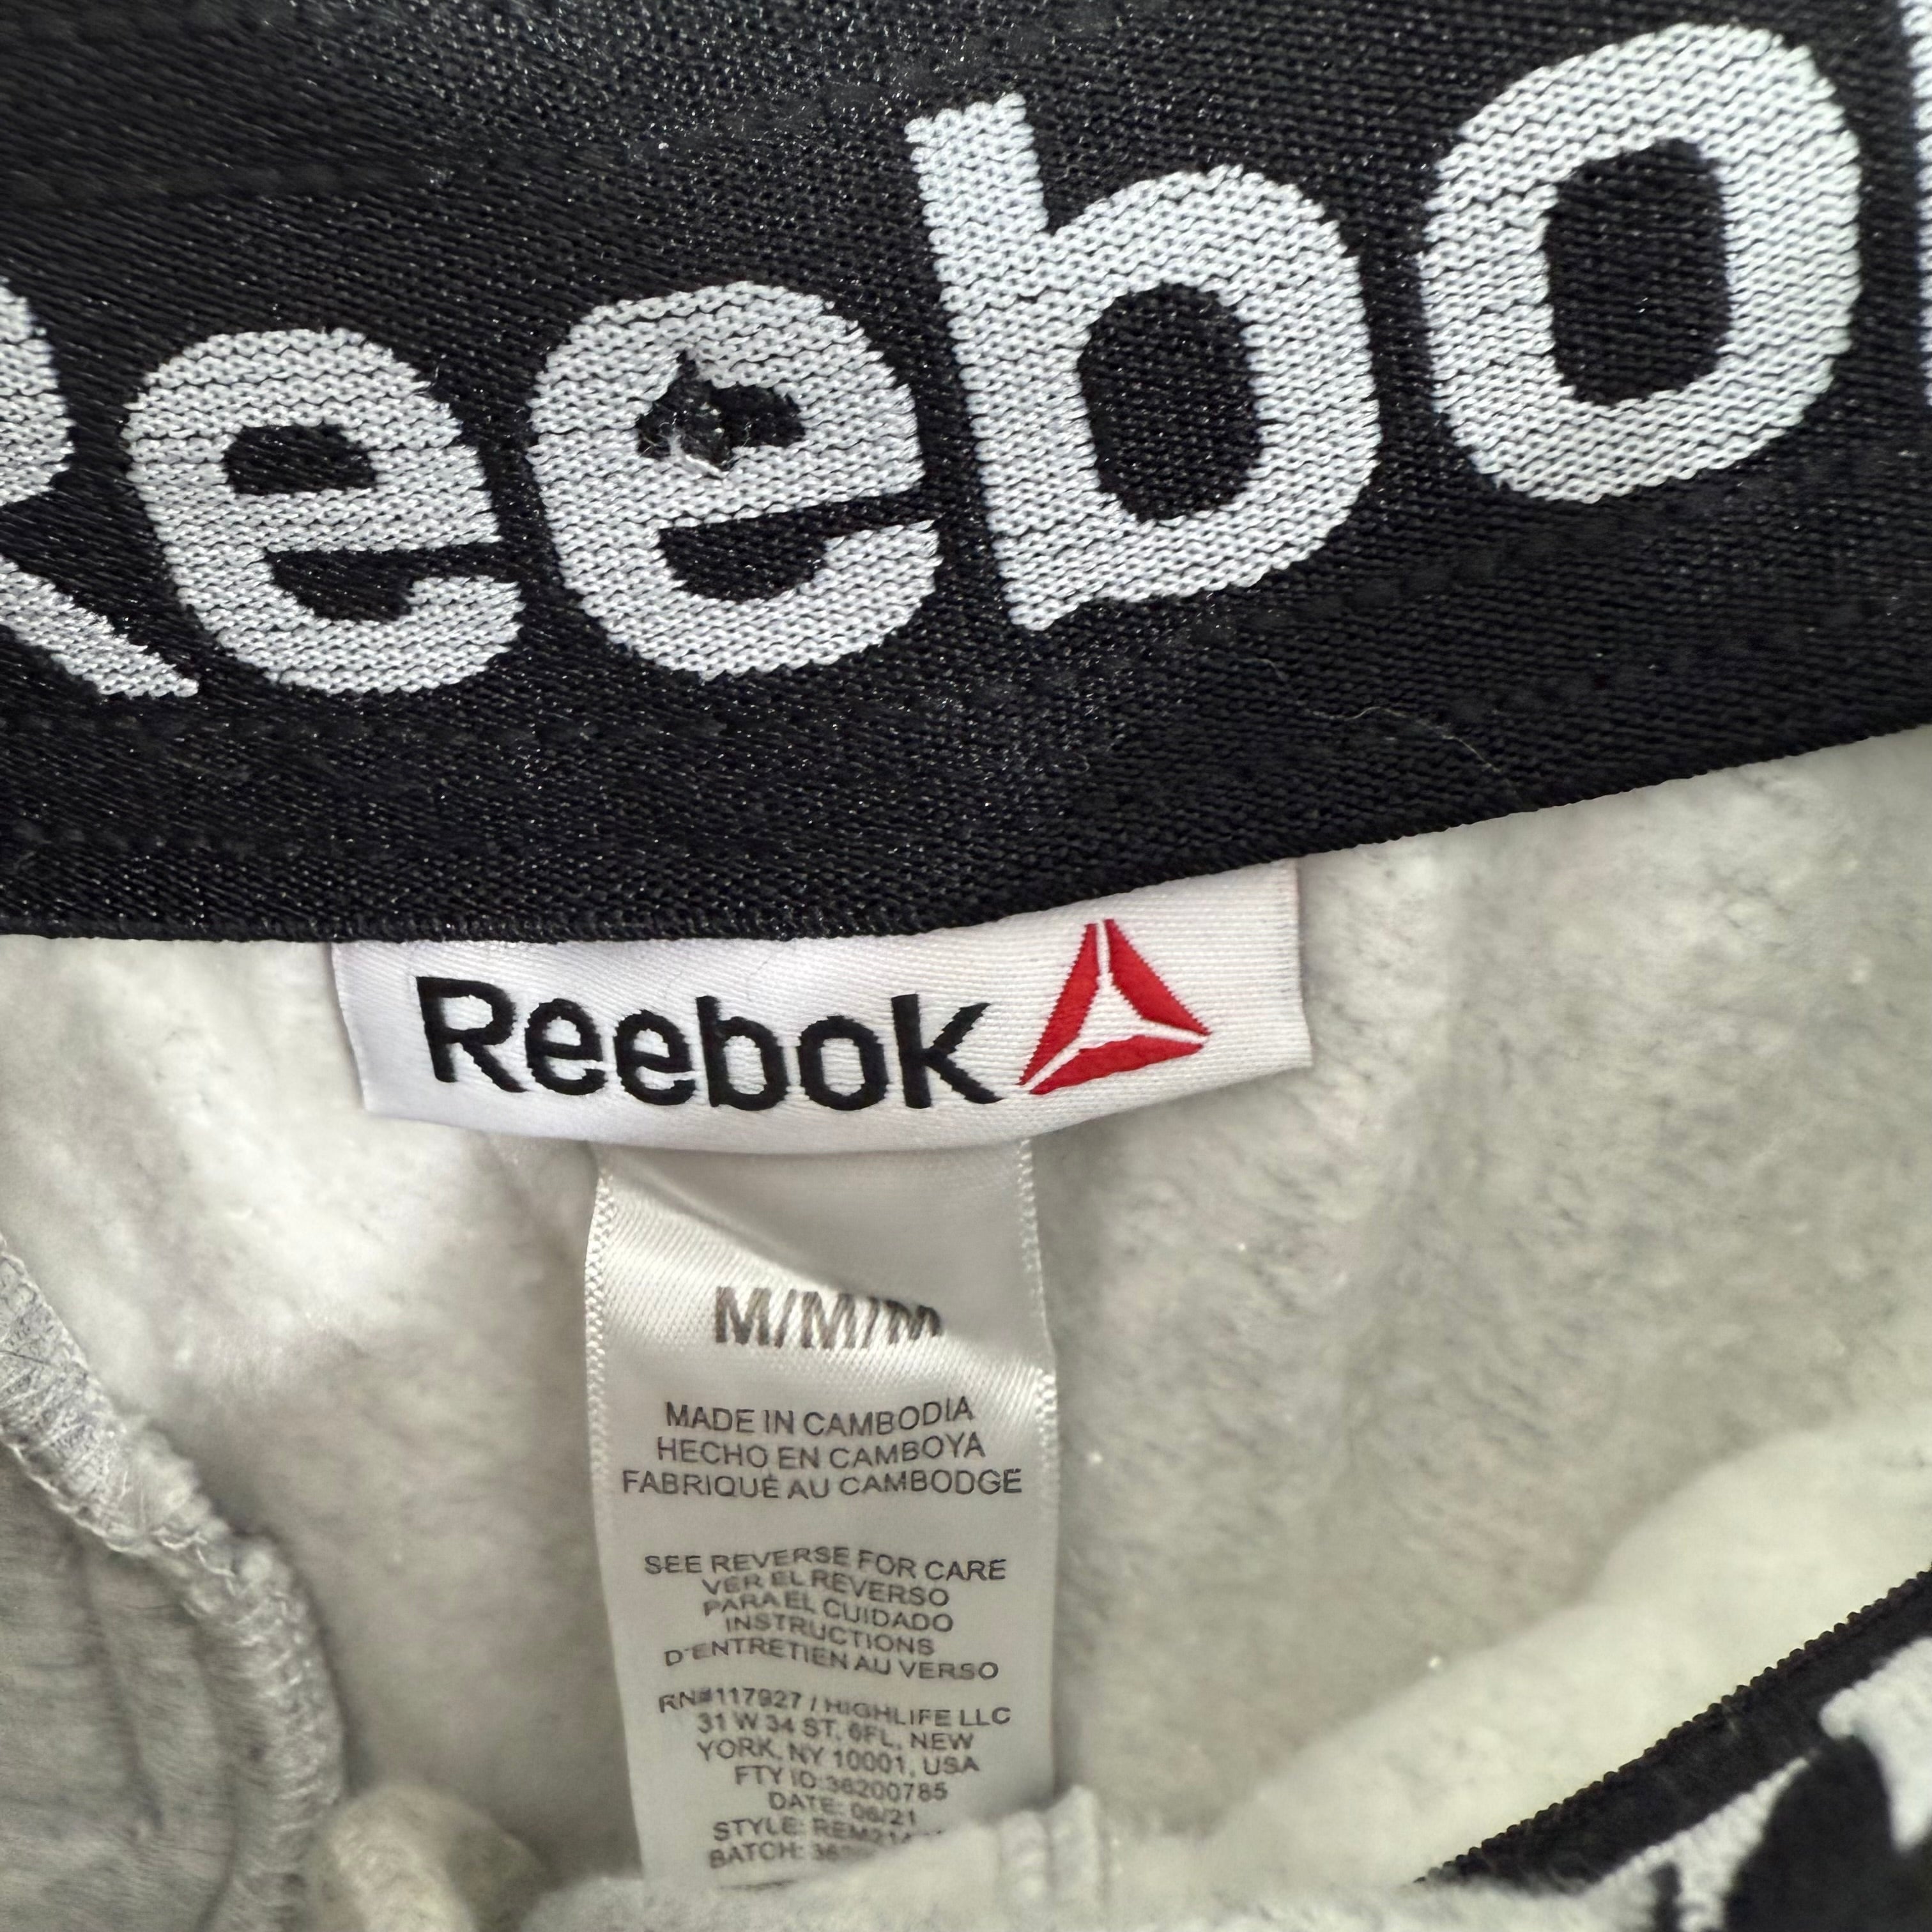 Reebo
Reebok
M/M/M
MADE IN CAMBODIA
HECHO EN CAMBOYA
FABRIQUÉ AU CAMBODGE
SEE REVERSE FOR CARE
VER EL REVERSO
PARA EL CUIDADO
INSTRUCTIONS
D'ENTRETIEN AU VERSO
RN#117927 / HIGHLIFE LLC
31 W 34 ST, 6FL, NEW
YORK, NY 10001, USA
FTY ID:36200785
DATE: 06/21
STYLE:
BATCH: